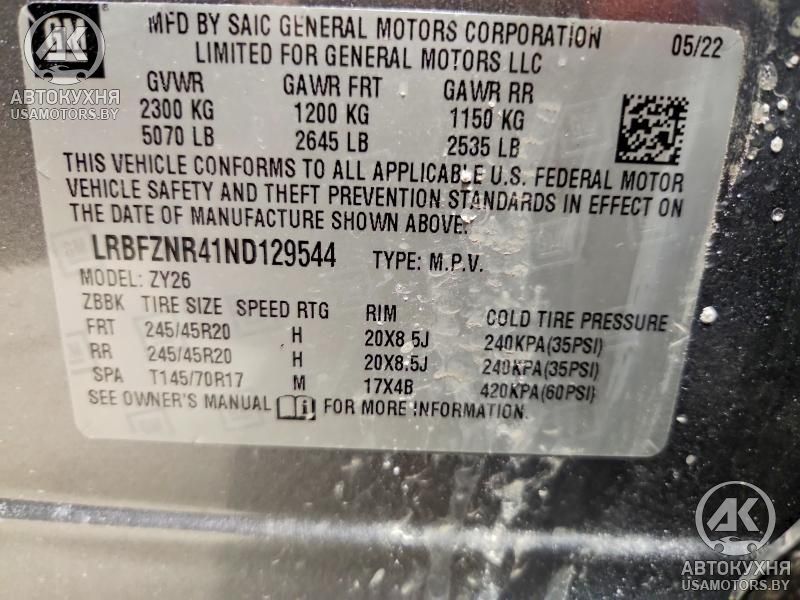 GM
MFD BY SAIC GENERAL MOTORS CORPORATION
LIMITED FOR GENERAL MOTORS LLC
05/22
AK
АВТОКУХНЯ
USAMOTORS.BY
GVWR GAWR FRT GAWR RR
2300 KG 1200 KG 1150 KG
5070 LB 2645 LB 2535 LB
THIS VEHICLE CONFORMS TO ALL APPLICABLE U.S. FEDERAL MOTOR
VEHICLE SAFETY AND THEFT PREVENTION STANDARDS IN EFFECT ON
THE DATE OF MANUFACTURE SHOWN ABOVE.
LRBFZNR41ND129544 TYPE: M.P.V.
MODEL: ZY26
ZBBK TIRE SIZE SPEED RTG RIM COLD TIRE PRESSURE
FRT 245/45R20 H 20X8.5J 240KPA(35PSI)
RR 245/45R20 H 20X8.5J 240KPA(35PSI)
SPA T145/70R17 M 17X4B 420KPA(60PSI)
SEE OWNER'S MANUAL FOR MORE INFORMATION.
AK
АВТОКУХНЯ
USAMOTORS.BY